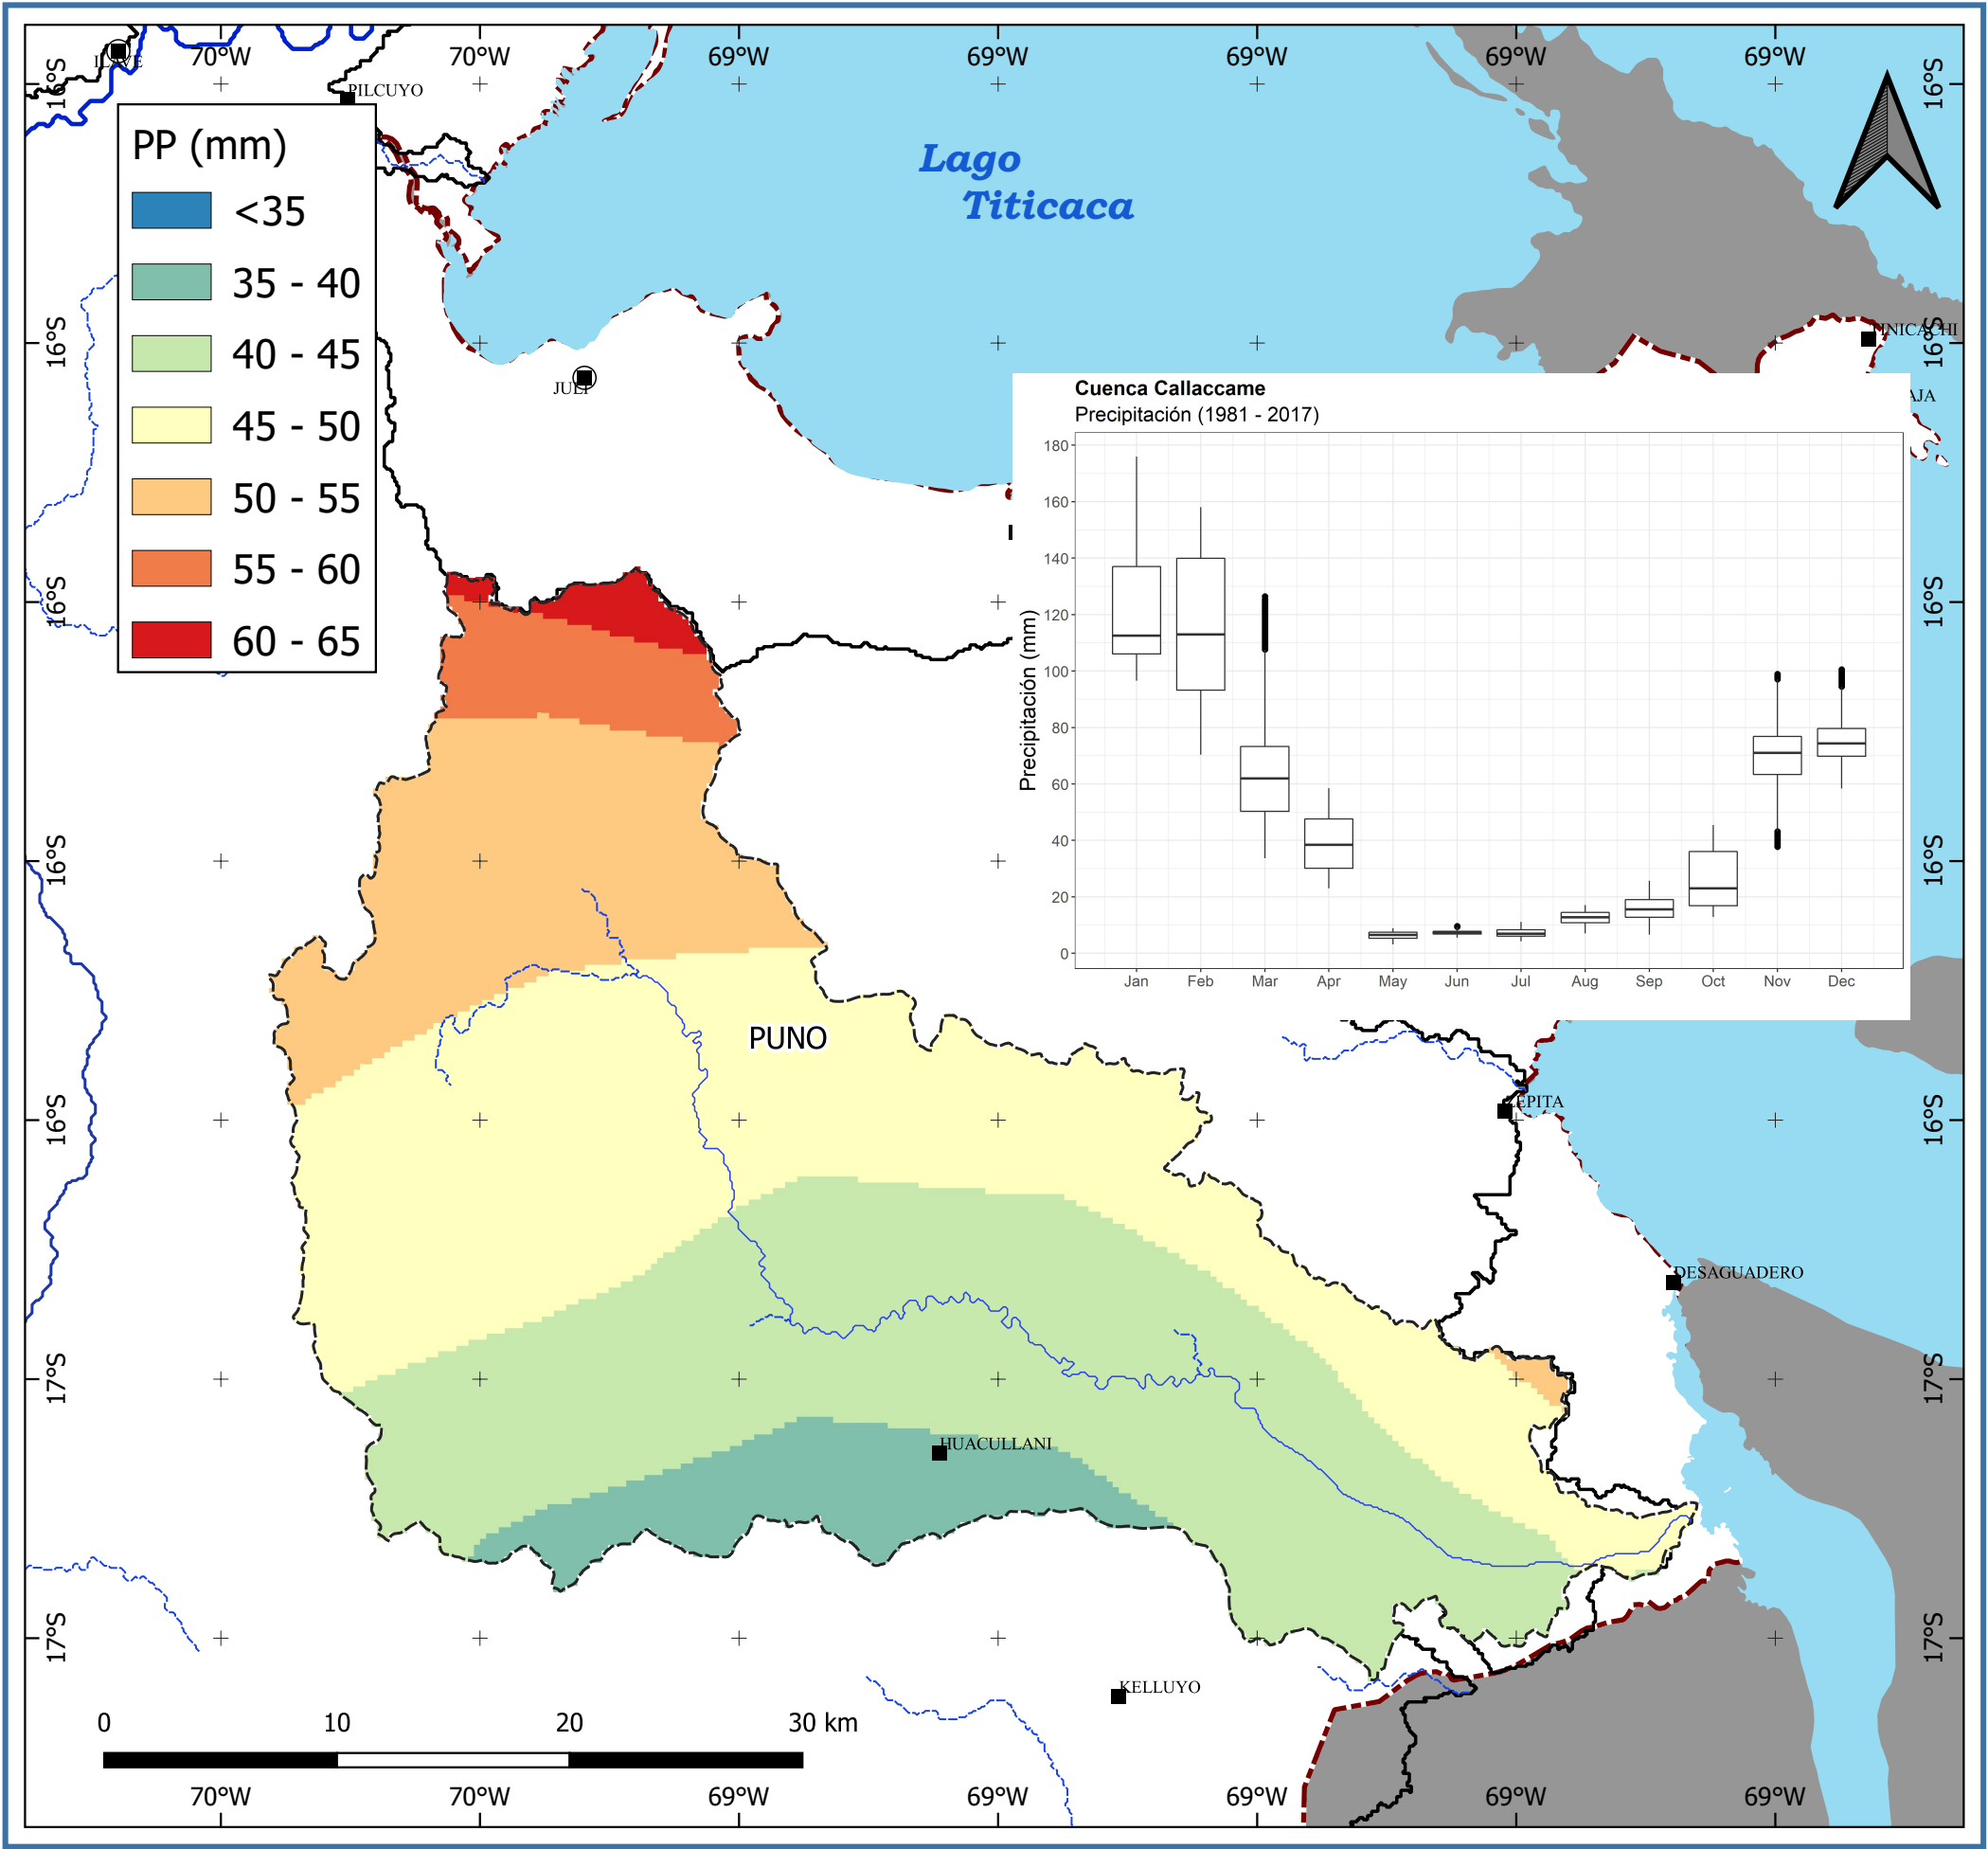 70°W 70°W 69°W 69°W 69°W 69°W 69°W
ILAVE
PILCUYO
16°S 16°S
PP (mm)
<35
35 - 40
40 - 45
45 - 50
50 - 55
55 - 60
60 - 65
Lago
Titicaca
JULI
16°S 16°S
TINICACHI
AJA
Cuenca Callaccame
Precipitación (1981 - 2017)
Precipitación (mm)
180
160
140
120
100
80
60
40
20
0
Jan Feb Mar Apr May Jun Jul Aug Sep Oct Nov Dec
16°S 16°S
16°S 16°S
PUNO
ZEPITA
16°S 16°S
DESAGUADERO
17°S 17°S
HUACULLANI
17°S 17°S
KELLUYO
0 10 20 30 km
70°W 70°W 69°W 69°W 69°W 69°W 69°W